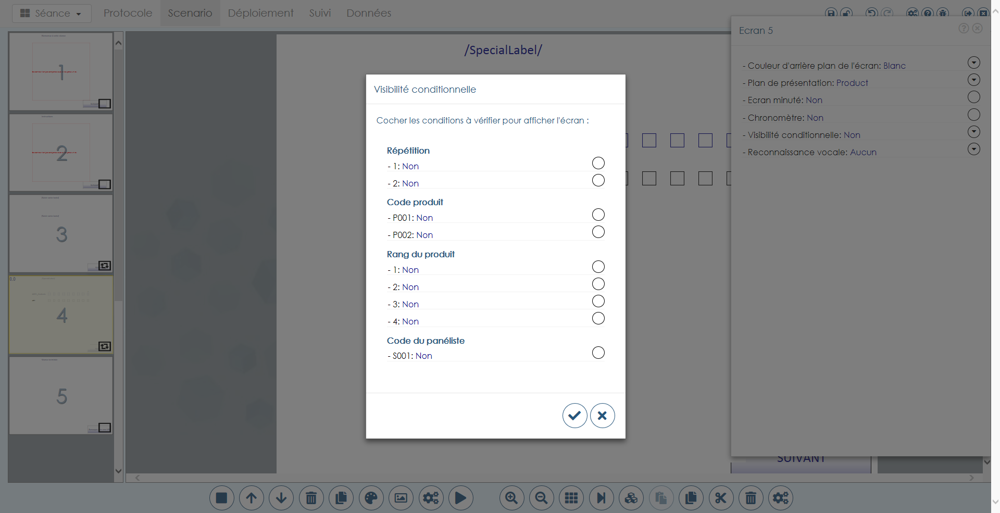 Séance
Protocole
Scenario
Déploiement
Suivi
Données
1
2
3
0.0
4
5
/SpecialLabel/
SUIVANT
Visibilité conditionnelle
Cocher les conditions à vérifier pour afficher l'écran :
Répétition
- 1: Non
- 2: Non
Code produit
- P001: Non
- P002: Non
Rang du produit
- 1: Non
- 2: Non
- 3: Non
- 4: Non
Code du panéliste
- S001: Non
Ecran 5
- Couleur d'arrière plan de l'écran: Blanc
- Plan de présentation: Product
- Ecran minuté: Non
- Chronomètre: Non
- Visibilité conditionnelle: Non
- Reconnaissance vocale: Aucun